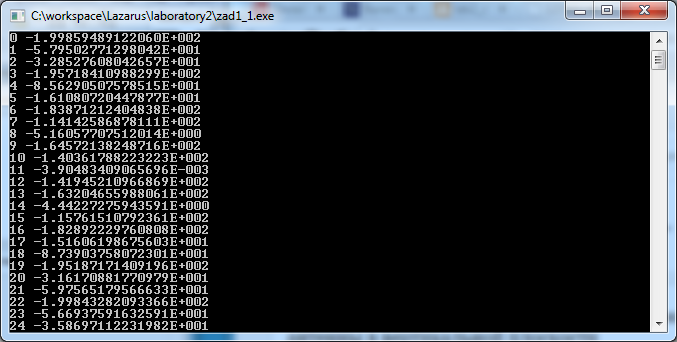 C:\workspace\Lazarus\laboratory2\zad1_1.exe
0 -1.99859489122060E+002
1 -5.79502771298042E+001
2 -3.28527608042657E+001
3 -1.95718410988299E+002
4 -8.56290507578515E+001
5 -1.61080720447877E+001
6 -1.83871212404838E+002
7 -1.14142586878111E+002
8 -5.16057707512014E+000
9 -1.64572138248716E+002
10 -1.40361788223223E+002
11 -3.90483409065696E-003
12 -1.41945210966869E+002
13 -1.63204655988061E+002
14 -4.44227275943591E+000
15 -1.15761510792361E+002
16 -1.82892229760808E+002
17 -1.51606198675603E+001
18 -8.73903758072301E+001
19 -1.95187171409196E+002
20 -3.16170881770979E+001
21 -5.97565179566633E+001
22 -1.99843282093366E+002
23 -5.66937591632591E+001
24 -3.58697112231982E+001